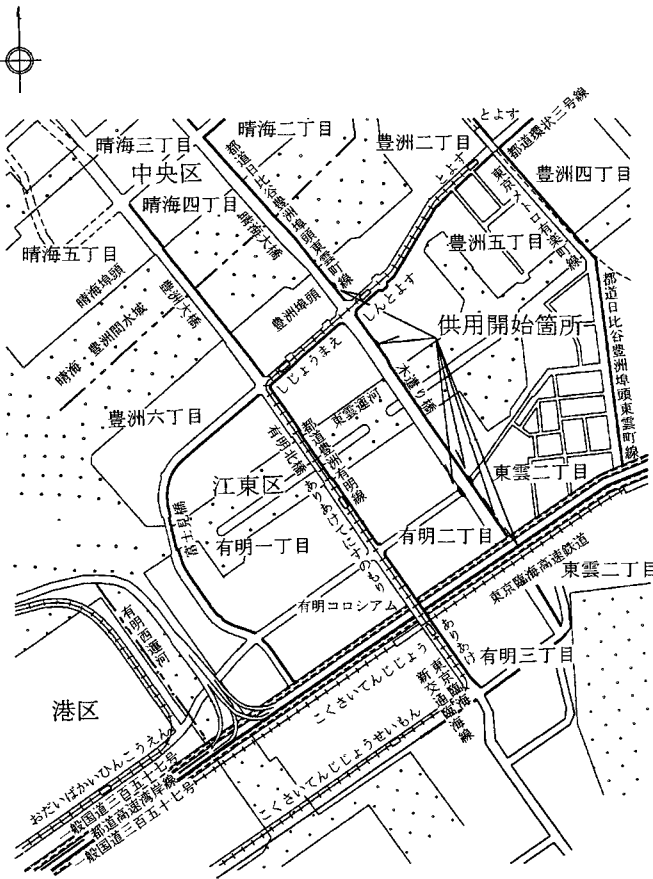 とよす
都道環状三号線
晴海三丁目
晴海二丁目
豊洲二丁目
とよす
中央区
都道日比谷豊洲埠頭東雲町線
東京メトロ有楽町線
豊洲四丁目
晴海四丁目
晴海大橋
豊洲五丁目
晴海五丁目
晴海埠頭
豊洲大橋
豊洲埠頭
しんとよす
供用開始箇所
都道日比谷豊洲埠頭東雲町線
晴海
豊洲間水域
しじょうまえ
木遣り橋
豊洲六丁目
東雲運河
都道豊洲有明線
有明北橋
江東区
東雲二丁目
富士見橋
有明一丁目
ありあけてにすのもり
有明二丁目
東京臨海高速鉄道
東雲二丁目
有明コロシアム
有明西運河
ありあけ
有明三丁目
こくさいてんじじょう
東京臨海
新交通臨海線
港区
こくさいてんじじょうせいもん
おだいばかいひんこうえん
一般国道三百五十七号
都道高速湾岸線
一般国道三百五十七号